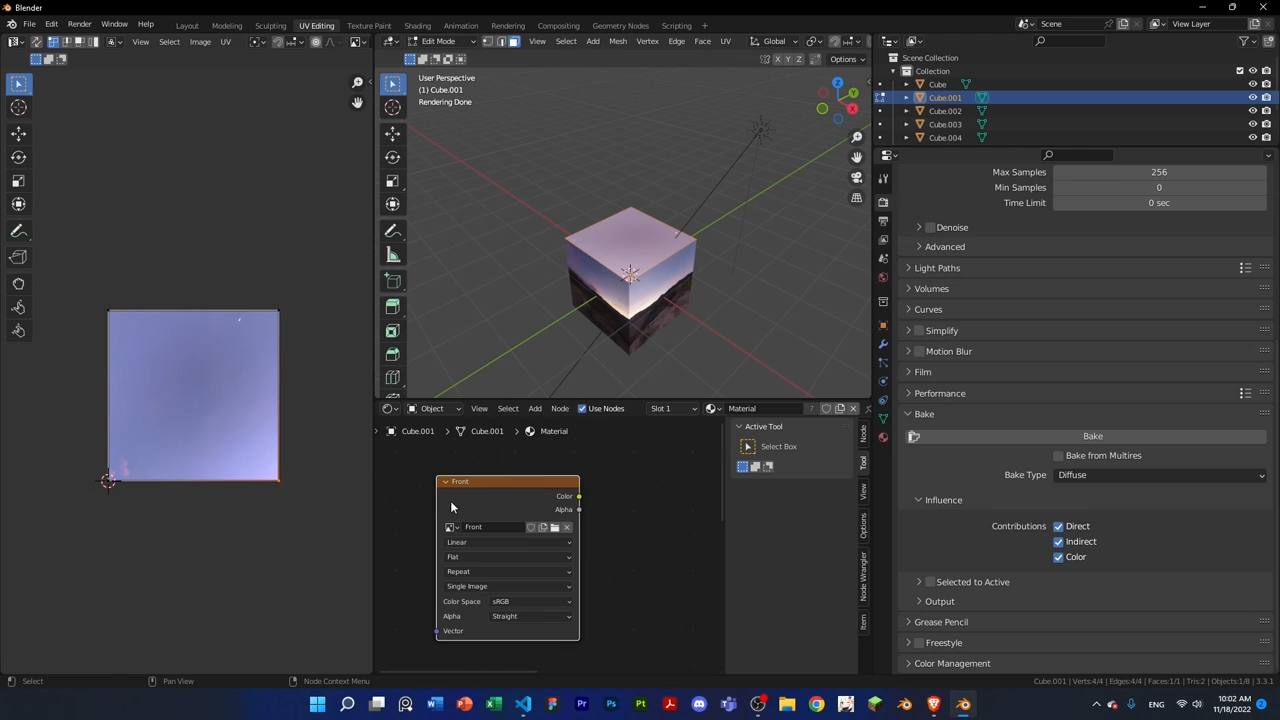 Blender
File Edit Render Window Help
Layout Modeling Sculpting UV Editing Texture Paint Shading Animation Rendering Compositing Geometry Nodes Scripting
Scene
View Layer
View Select Image UV
Edit Mode
View Select Add Mesh Vertex Edge Face UV
Global
X Y Z
Options
User Perspective
(1) Cube.001
Rendering Done
Z
Y
X
Scene Collection
Collection
Cube
Cube.001
Cube.002
Cube.003
Cube.004
Max Samples 256
Min Samples 0
Time Limit 0 sec
Denoise
Advanced
Light Paths
Volumes
Curves
Simplify
Motion Blur
Film
Performance
Bake
Bake
Bake from Multires
Bake Type Diffuse
Influence
Contributions Direct
Indirect
Color
Selected to Active
Output
Grease Pencil
Freestyle
Color Management
Object
View Select Add Node Use Nodes
Slot 1
Material 7
Cube.001 > Cube.001 > Material
Front
Color
Alpha
Front
Linear
Flat
Repeat
Single Image
Color Space sRGB
Alpha Straight
Vector
Active Tool
Select Box
Node
Tool
View
Options
Node Wrangler
Item
Select
Pan View
Node Context Menu
Cube.001 | Verts:4/4 | Edges:4/4 | Faces:1/1 | Tris:2 | Objects:1/8 | 3.3.1
ENG
10:02 AM
11/18/2022